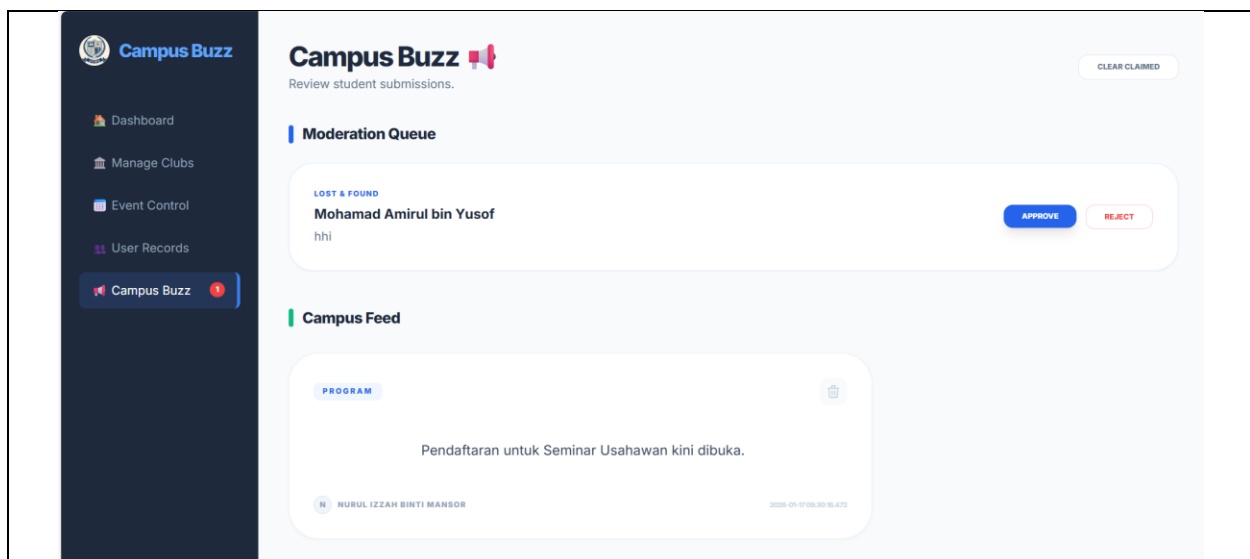 Campus Buzz
Dashboard
Manage Clubs
Event Control
User Records
Campus Buzz 1
Campus Buzz
Review student submissions.
CLEAR CLAIMED
Moderation Queue
LOST & FOUND
Mohamad Amirul bin Yusof
hhi
APPROVE
REJECT
Campus Feed
PROGRAM
Pendaftaran untuk Seminar Usahawan kini dibuka.
N NURUL IZZAH BINTI MANSOR